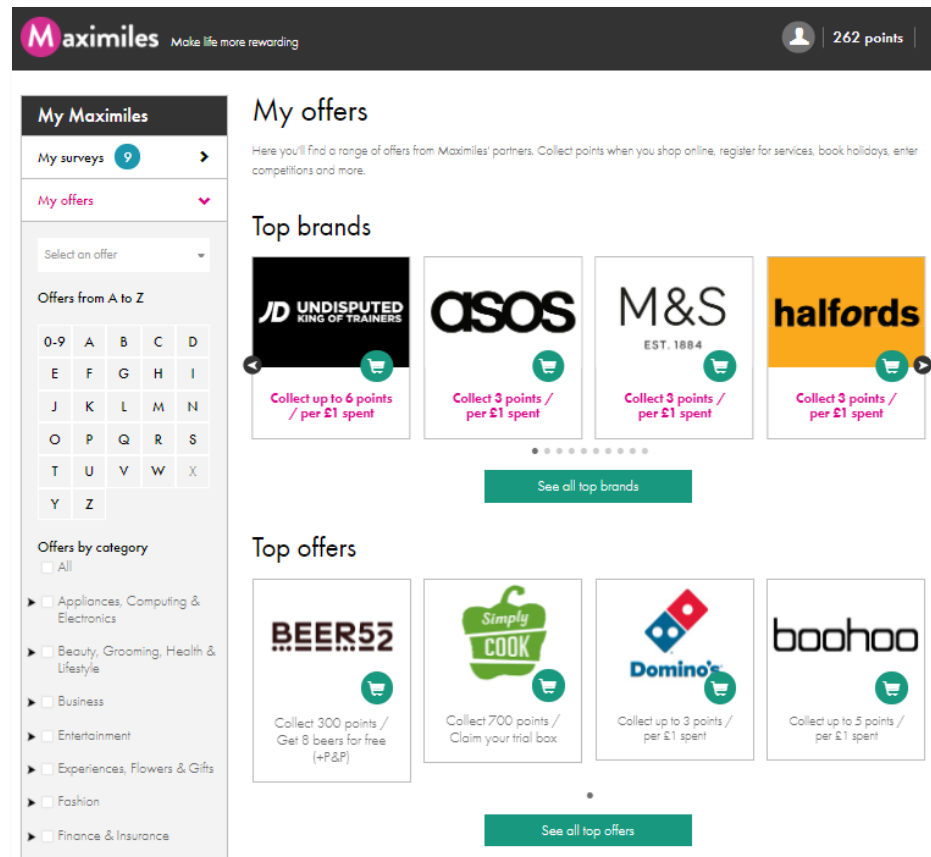 Maximiles Make life more rewarding
262 points
My Maximiles
My surveys 9
My offers
Select an offer
Offers from A to Z
0-9 A B C D
E F G H I
J K L M N
O P Q R S
T U V W X
Y Z
Offers by category
All
Appliances, Computing &
Electronics
Beauty, Grooming, Health &
Lifestyle
Business
Entertainment
Experiences, Flowers & Gifts
Fashion
Finance & Insurance
My offers
Here you'll find a range of offers from Maximiles' partners. Collect points when you shop online, register for services, book holidays, enter
competitions and more.
Top brands
JD UNDISPUTED
KING OF TRAINERS
Collect up to 6 points
/ per £1 spent
asos
Collect 3 points /
per £1 spent
M&S
EST. 1884
Collect 3 points /
per £1 spent
halfords
Collect 3 points /
per £1 spent
See all top brands
Top offers
BEER52
Collect 300 points /
Get 8 beers for free
(+P&P)
Simply
COOK
Collect 700 points /
Claim your trial box
Domino's
Collect up to 3 points /
per £1 spent
boohoo
Collect up to 5 points /
per £1 spent
See all top offers